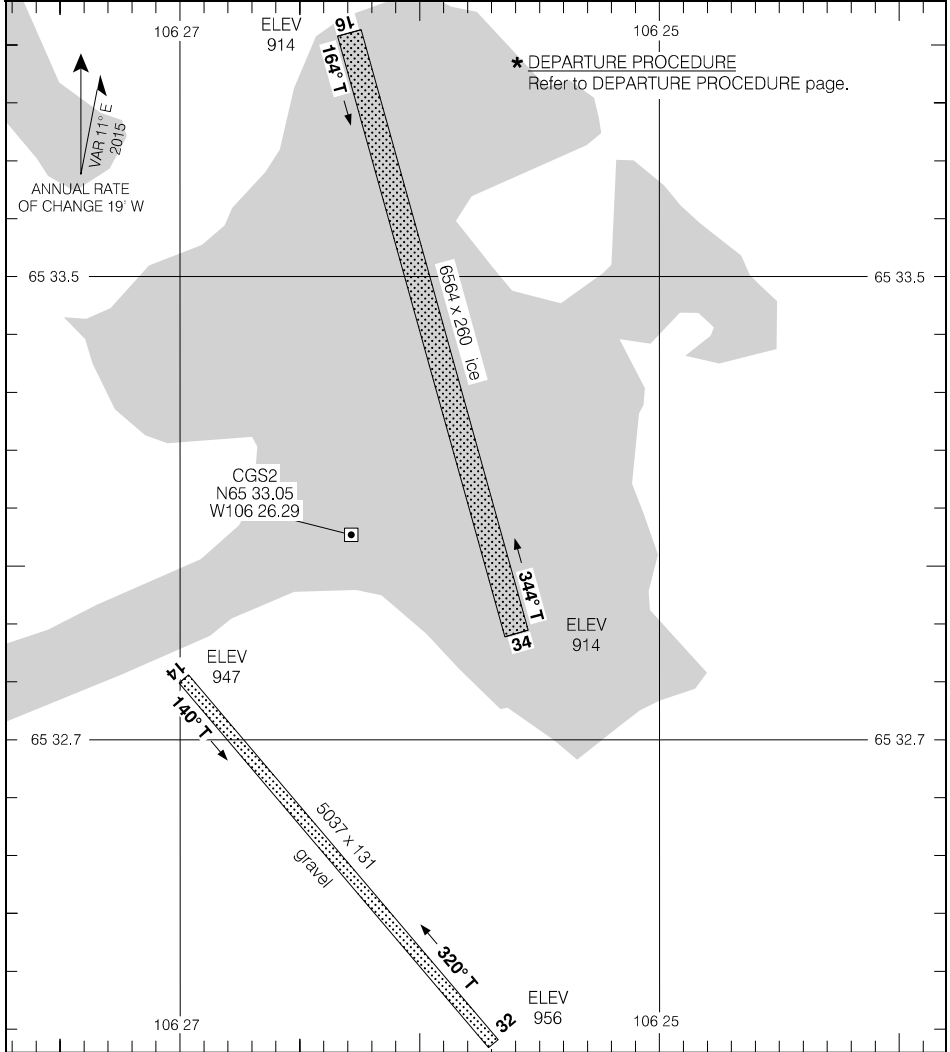 106 27
ELEV
914
16
106 25
164° T
* DEPARTURE PROCEDURE
Refer to DEPARTURE PROCEDURE page.
VAR 11° E
2015
ANNUAL RATE
OF CHANGE 19' W
65 33.5
65 33.5
6564 x 260 ice
CGS2
N65 33.05
W106 26.29
344° T
34
ELEV
914
14
ELEV
947
140° T
65 32.7
65 32.7
5037 x 131
gravel
320° T
32
ELEV
956
106 27
106 25